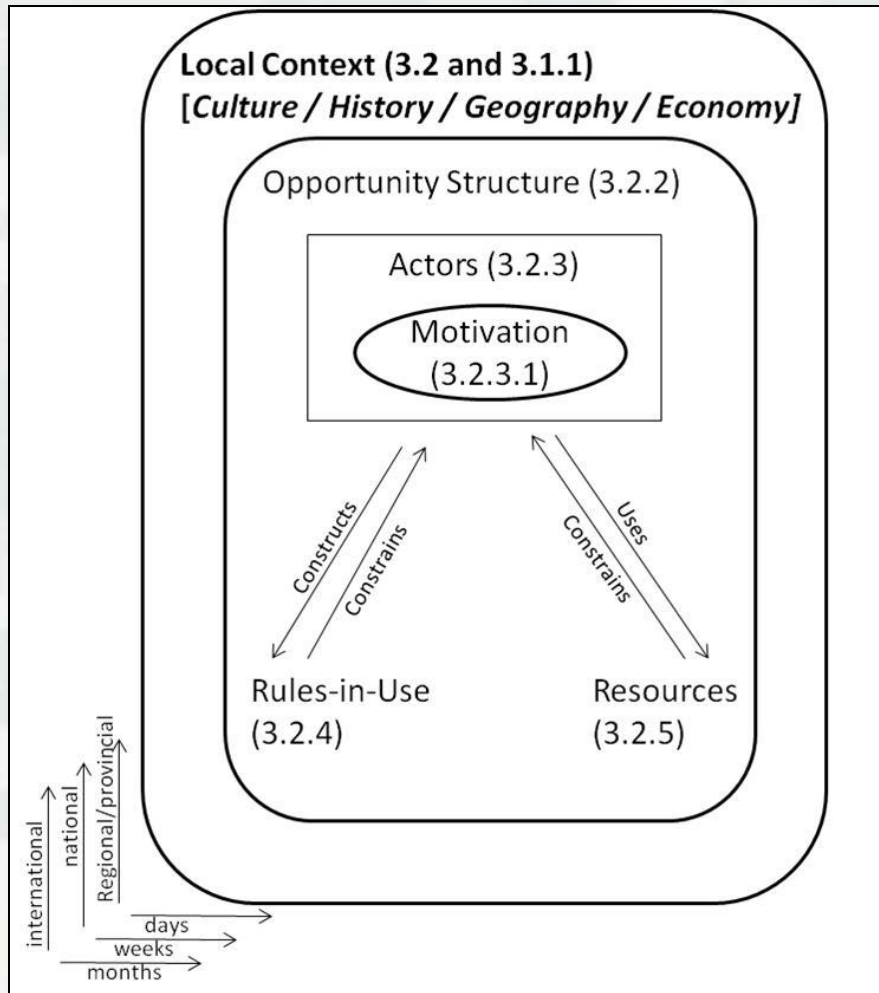 Local Context (3.2 and 3.1.1)
[Culture / History / Geography / Economy]
Opportunity Structure (3.2.2)
Actors (3.2.3)
Motivation
(3.2.3.1)
Constructs
Constrains
Constrains
Uses
Rules-in-Use
(3.2.4)
Resources
(3.2.5)
international
national
Regional/provincial
days
weeks
months